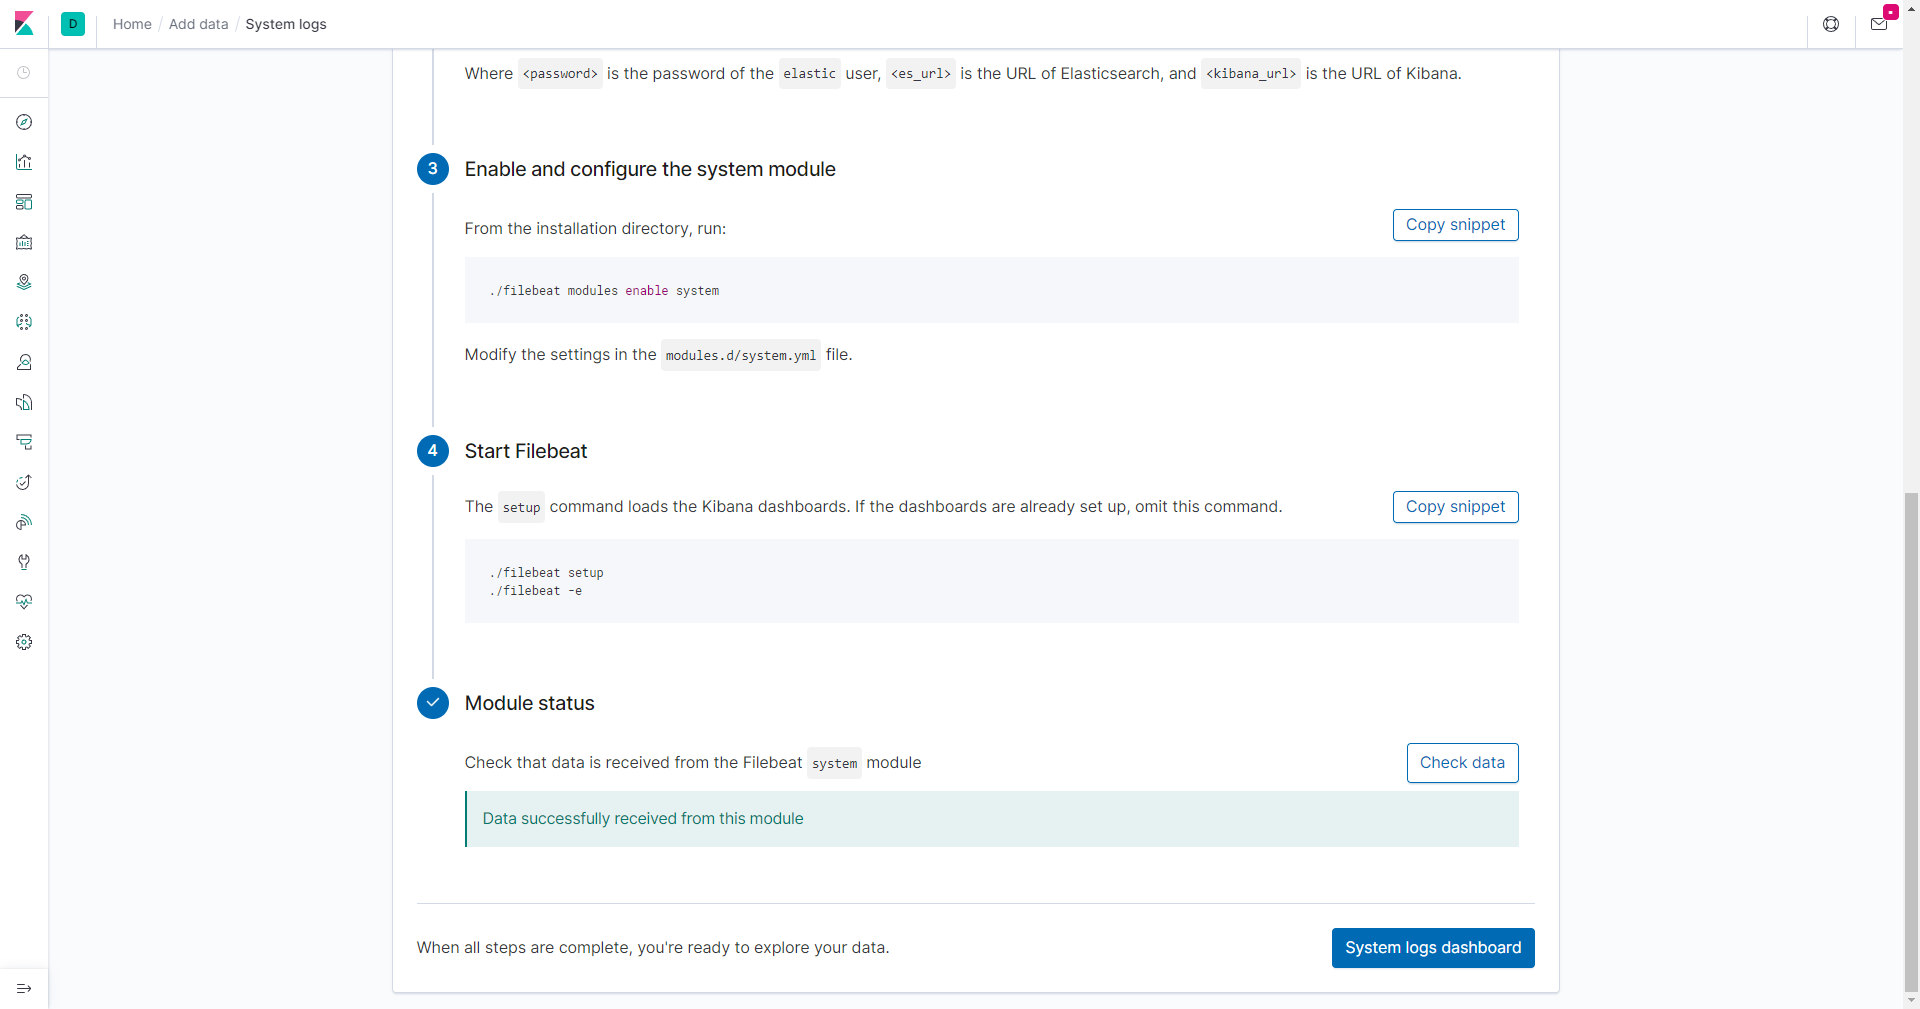 D
Home / Add data / System logs
Where <password> is the password of the elastic user, <es_url> is the URL of Elasticsearch, and <kibana_url> is the URL of Kibana.
3 Enable and configure the system module
From the installation directory, run:
Copy snippet
./filebeat modules enable system
Modify the settings in the modules.d/system.yml file.
4 Start Filebeat
The setup command loads the Kibana dashboards. If the dashboards are already set up, omit this command.
Copy snippet
./filebeat setup
./filebeat -e
Module status
Check that data is received from the Filebeat system module
Check data
Data successfully received from this module
When all steps are complete, you're ready to explore your data.
System logs dashboard